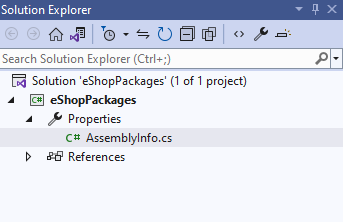 Solution Explorer
Search Solution Explorer (Ctrl+;)
Solution 'eShopPackages' (1 of 1 project)
C# eShopPackages
Properties
C# AssemblyInfo.cs
References